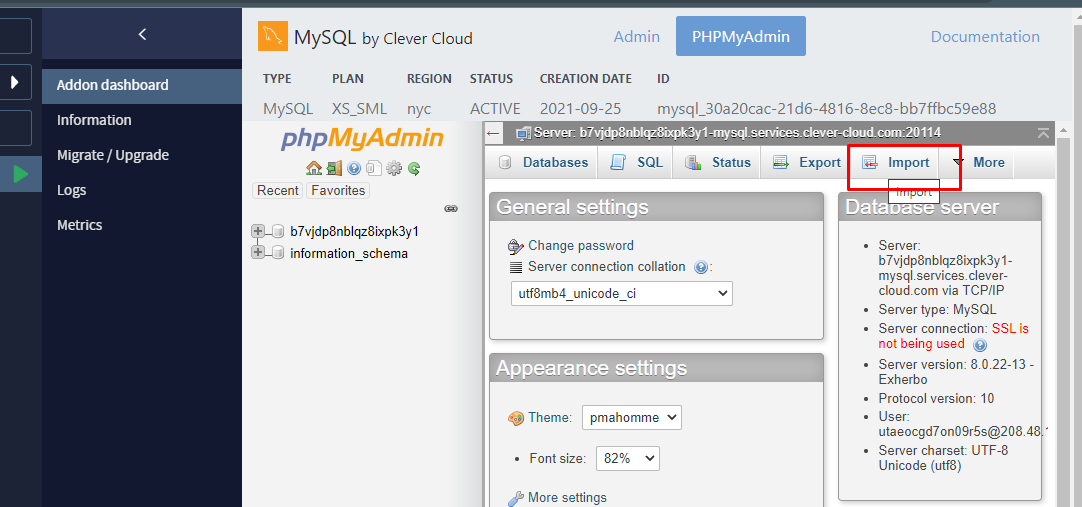 MySQL by Clever Cloud
Admin
PHPMyAdmin
Documentation
Addon dashboard
Information
Migrate / Upgrade
Logs
Metrics
TYPE PLAN REGION STATUS CREATION DATE ID
MySQL XS_SML nyc ACTIVE 2021-09-25 mysql_30a20cac-21d6-4816-8ec8-bb7ffbc59e88
phpMyAdmin
Recent Favorites
b7vjdp8nblqz8ixpk3y1
information_schema
Server: b7vjdp8nblqz8ixpk3y1-mysql.services.clever-cloud.com:20114
Databases SQL Status Export Import More
Import
General settings
Change password
Server connection collation :
utf8mb4_unicode_ci
Appearance settings
Theme: pmahomme
Font size: 82%
More settings
Database server
Server:
b7vjdp8nblqz8ixpk3y1-
mysql.services.clever-
cloud.com via TCP/IP
Server type: MySQL
Server connection: SSL is
not being used
Server version: 8.0.22-13 -
Exherbo
Protocol version: 10
User:
utaeocgd7on09r5s@208.48.1
Server charset: UTF-8
Unicode (utf8)